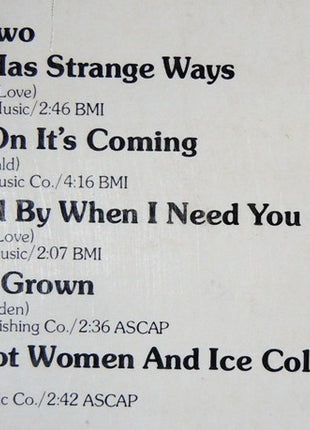 wo
Has Strange Ways
Love)
Music/2:46 BMI
On It's Coming
ald)
usic Co./4:16 BMI
l By When I Need You
Love)
usic/2:07 BMI
Grown
den)
ishing Co./2:36 ASCAP
ot Women And Ice Col
ic Co./2:42 ASCAP